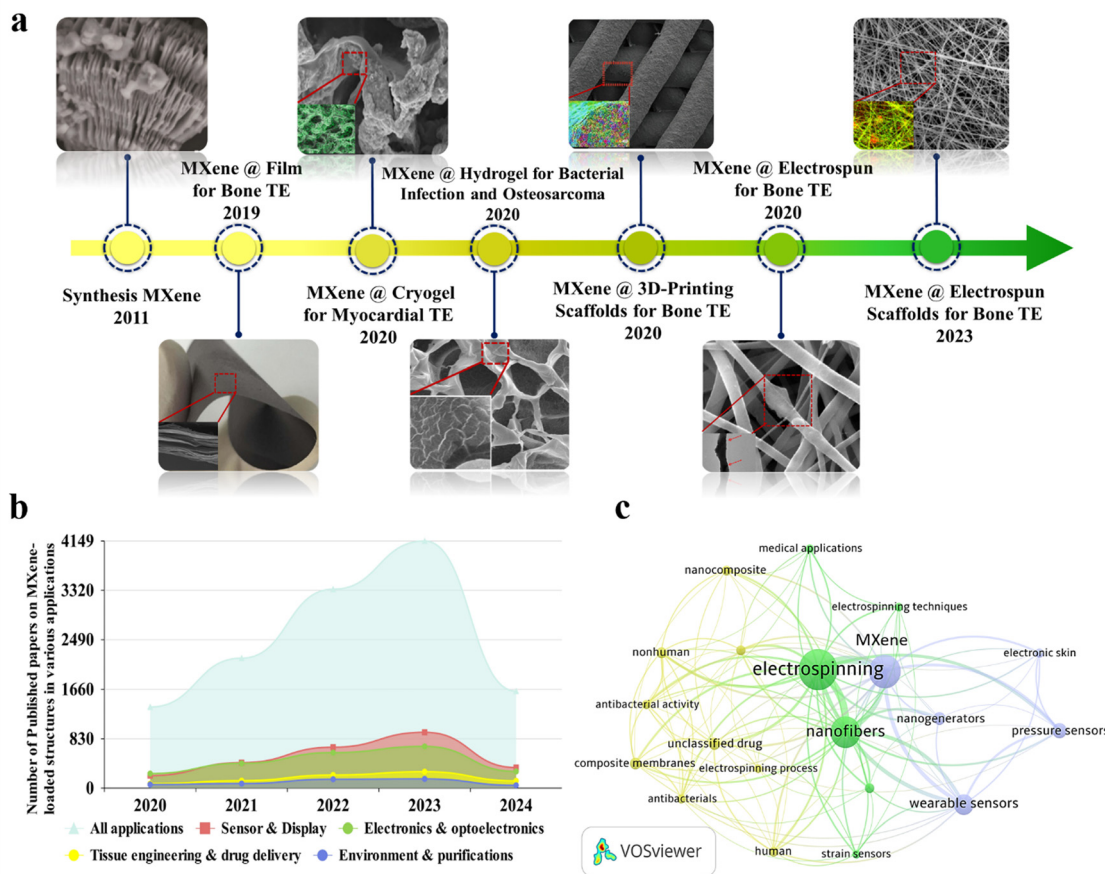 a
MXene @ Film
for Bone TE
2019
MXene @ Hydrogel for Bacterial
Infection and Osteosarcoma
2020
MXene @ Electrospun
for Bone TE
2020
Synthesis MXene
2011
MXene @ Cryogel
for Myocardial TE
2020
MXene @ 3D-Printing
Scaffolds for Bone TE
2020
MXene @ Electrospun
Scaffolds for Bone TE
2023
b
Number of Published papers on MXene-
loaded structures in various applications
4149
3320
2490
1660
830
0
2020 2021 2022 2023 2024
All applications Sensor & Display Electronics & optoelectronics
Tissue engineering & drug delivery Environment & purifications
c
medical applications
nanocomposite
electrospinning techniques
MXene
nonhuman
electronic skin
electrospinning
antibacterial activity
nanogenerators
nanofibers
pressure sensors
unclassified drug
composite membranes
electrospinning process
antibacterials
wearable sensors
human
strain sensors
VOSviewer